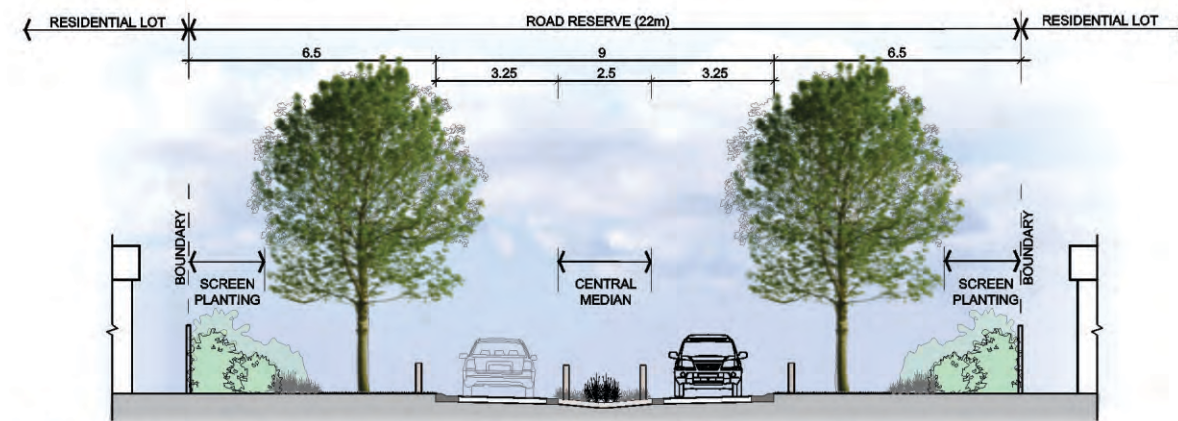 RESIDENTIAL LOT
ROAD RESERVE (22m)
RESIDENTIAL LOT
6.5
9
6.5
3.25
2.5
3.25
BOUNDARY
SCREEN
PLANTING
CENTRAL
MEDIAN
SCREEN
PLANTING
BOUNDARY